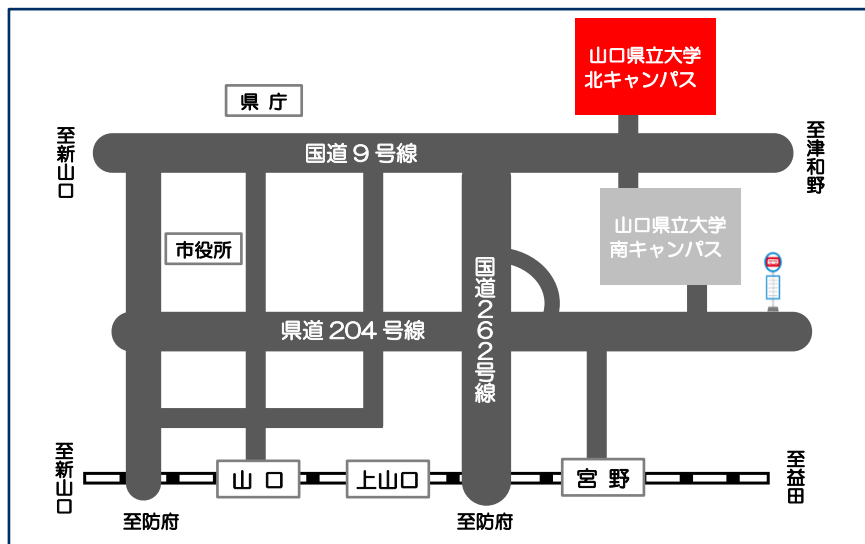 山口県立大学
北キャンパス
県庁
至新山口
国道9号線
至津和野
山口県立大学
南キャンパス
市役所
国道262号線
県道204号線
至新山口
山口
上山口
宮野
至益田
至防府
至防府